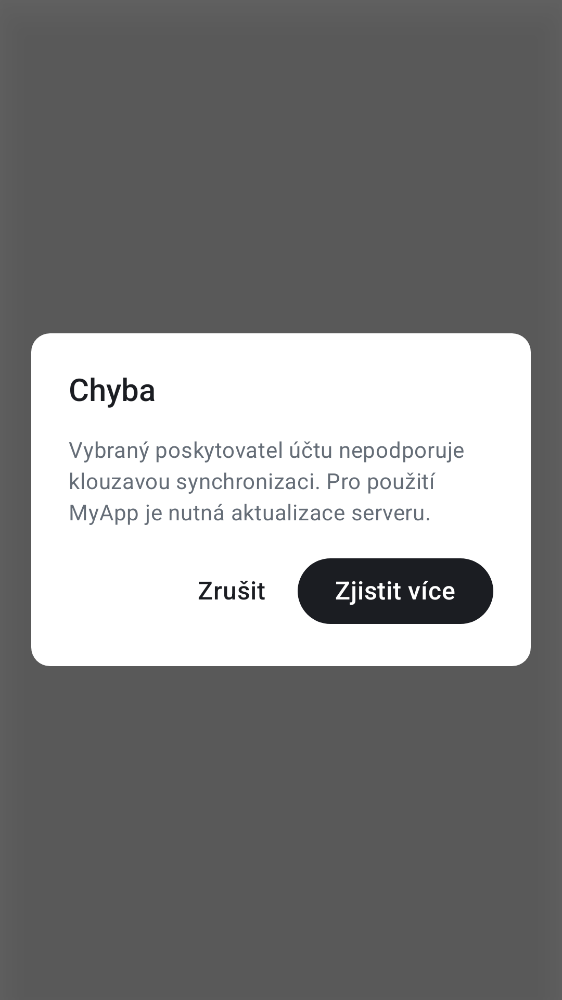 Chyba
Vybraný poskytovatel účtu nepodporuje
klouzavou synchronizaci. Pro použití
MyApp je nutná aktualizace serveru.
Zrušit
Zjistit více